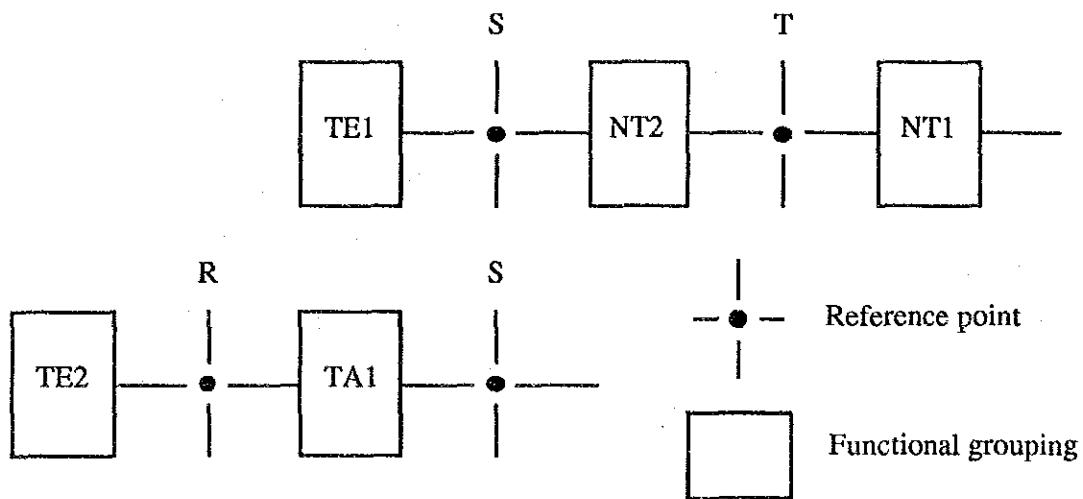 S T
TE1 NT2 NT1
R S
Reference point
TE2 TA1
Functional grouping